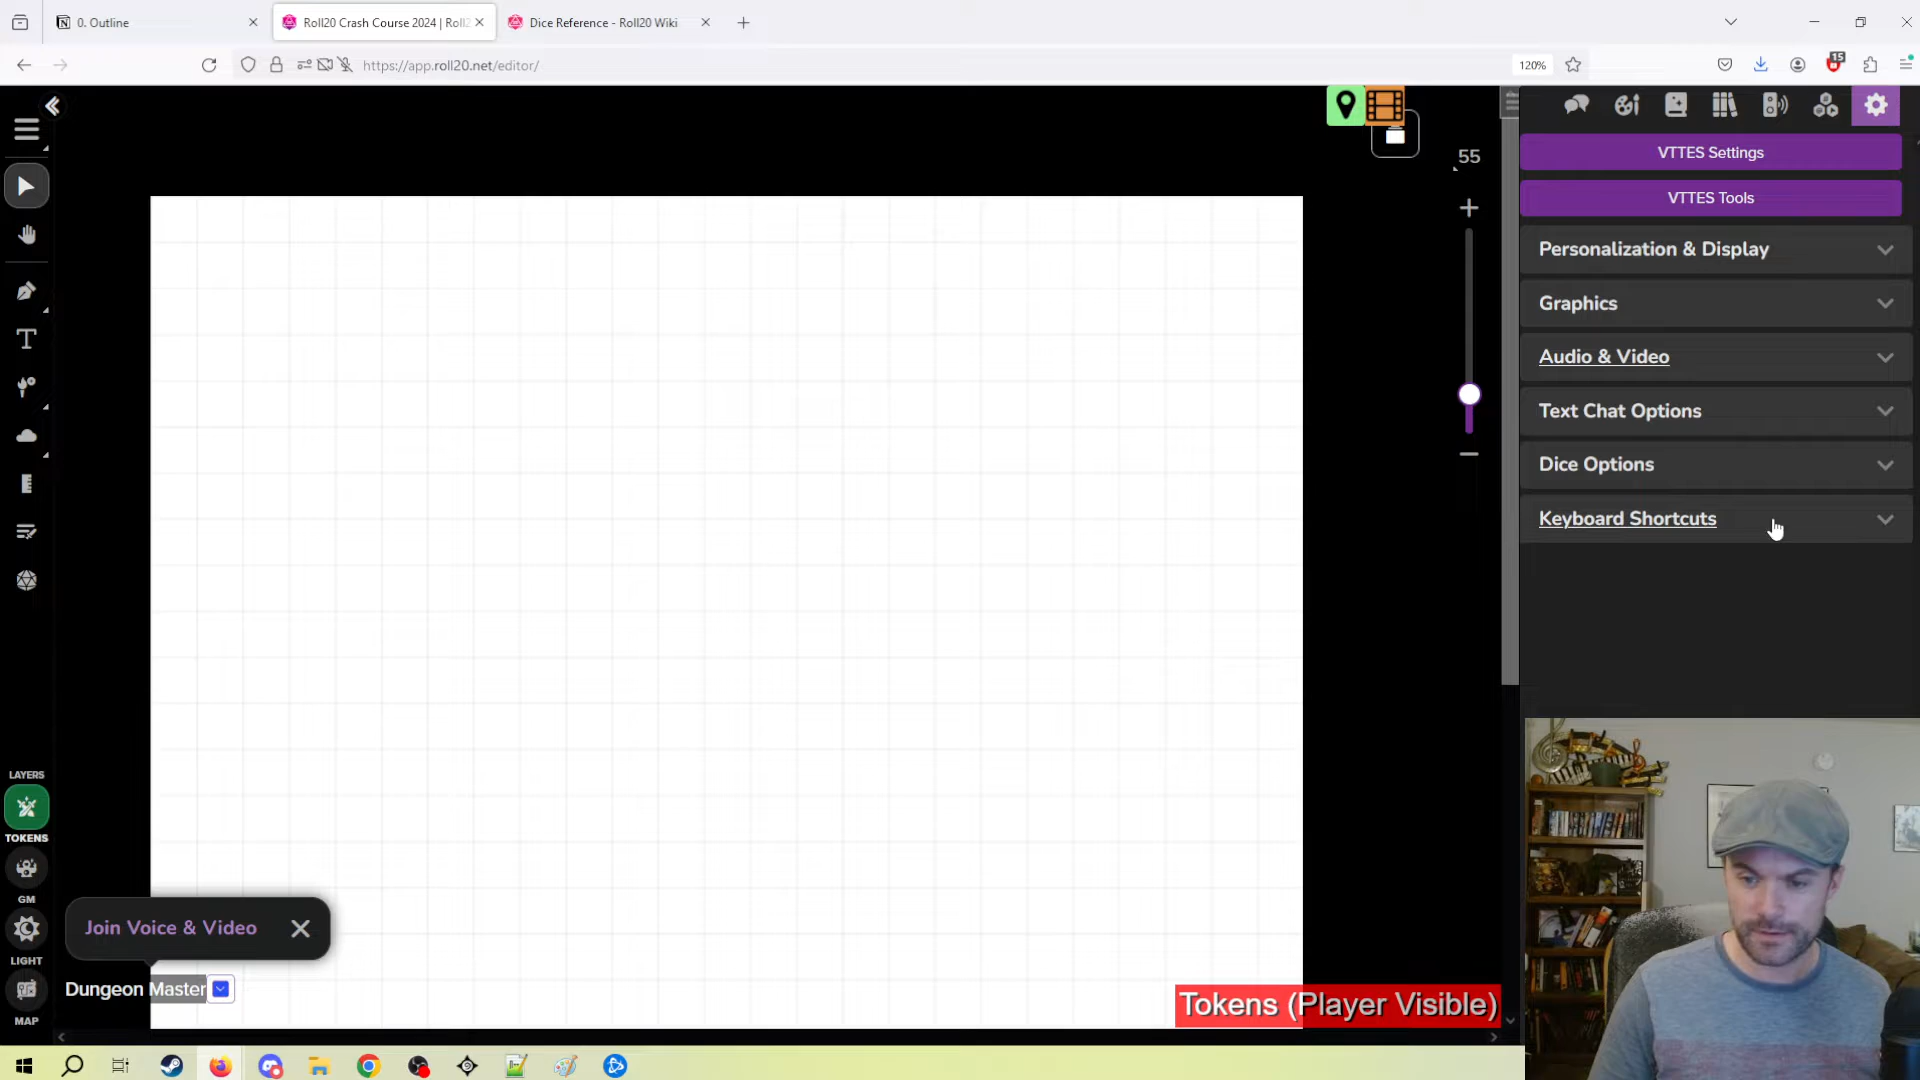 0. Outline
Roll20 Crash Course 2024 | Roll2
Dice Reference - Roll20 Wiki
https://app.roll20.net/editor/
120%
15
55
VTTES Settings
VTTES Tools
Personalization & Display
Graphics
Audio & Video
Text Chat Options
Dice Options
Keyboard Shortcuts
LAYERS
TOKENS
GM
LIGHT
MAP
Join Voice & Video
Dungeon Master
Tokens (Player Visible)